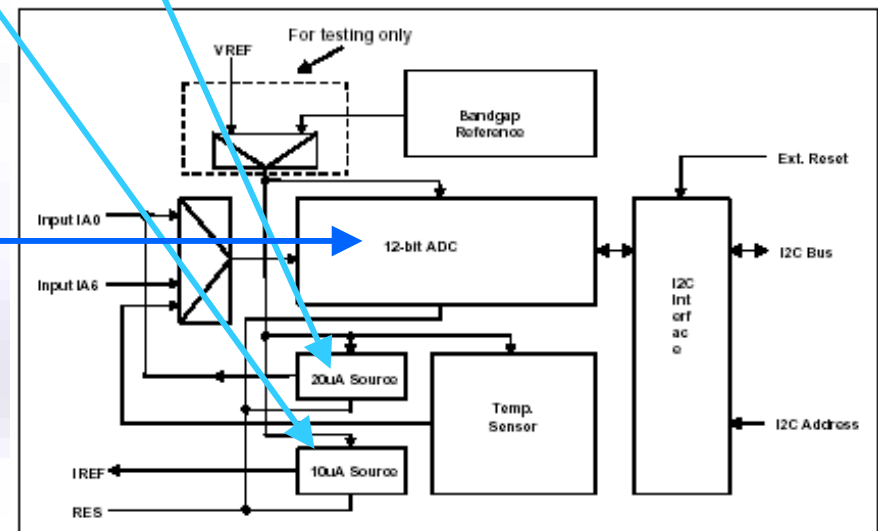 For testing only
VREF
Bandgap
Reference
Ext. Reset
Input IA0
12-bit ADC
I2C Bus
Input IA6
I2C
Int
erf
ac
e
20uA Source
Temp.
Sensor
I2C Address
IREF
10uA Source
RES